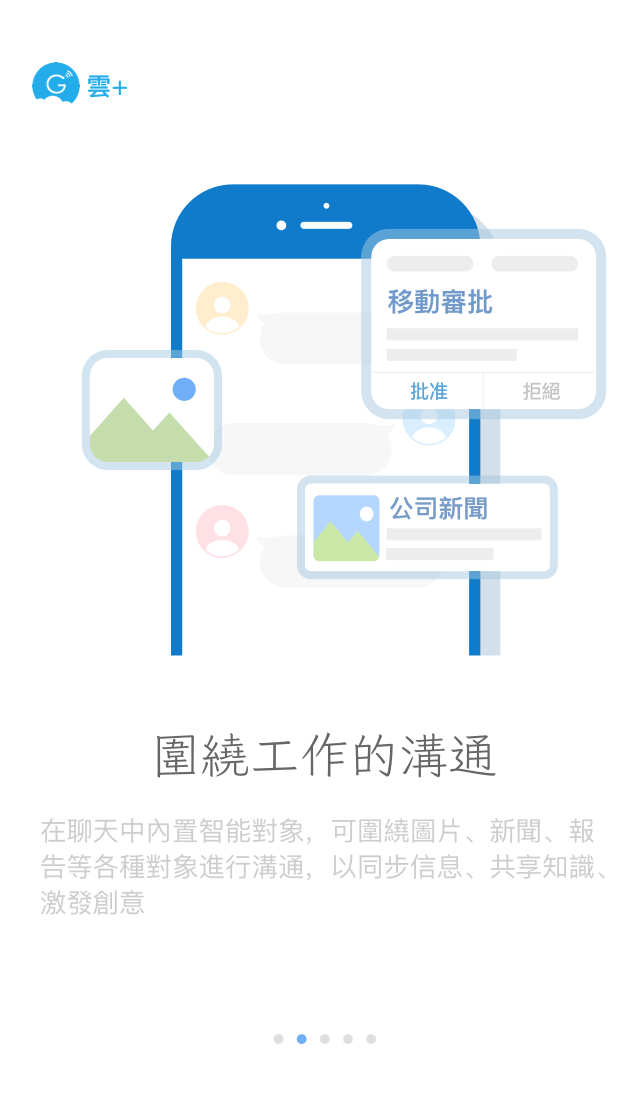 雲+
移動審批
批准
拒絕
公司新聞
圍繞工作的溝通
在聊天中內置智能對象，可圍繞圖片、新聞、報
告等各種對象進行溝通，以同步信息、共享知識、
激發創意